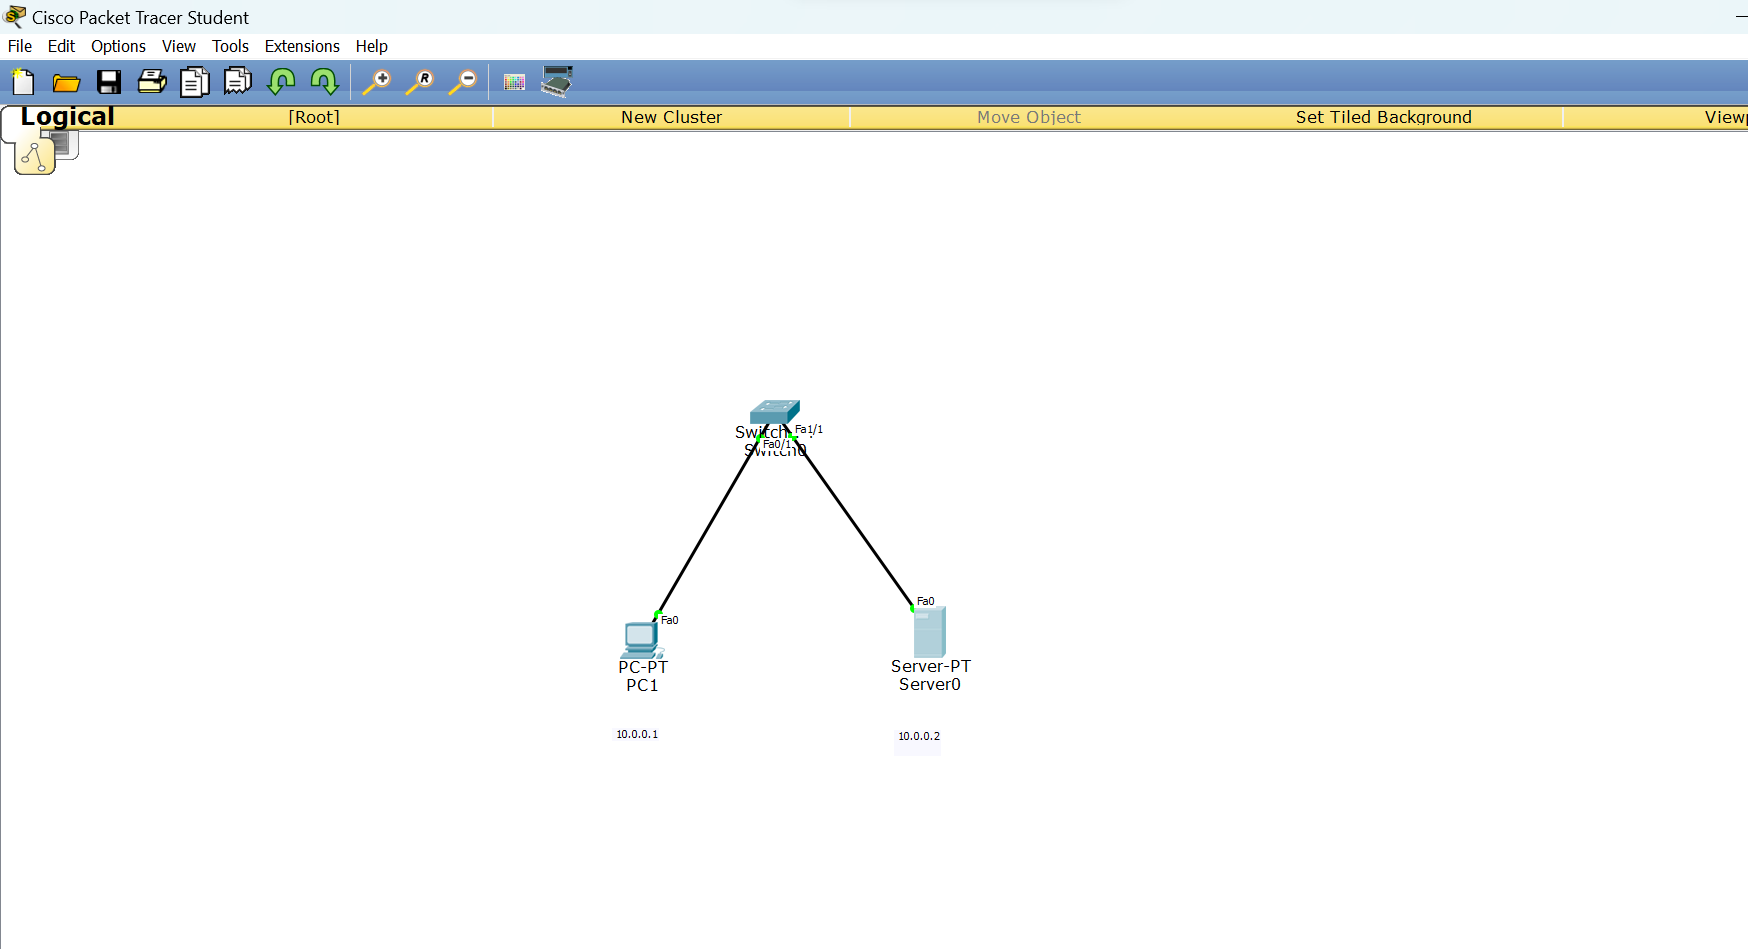 Cisco Packet Tracer Student
File Edit Options View Tools Extensions Help
R
Logical [Root] New Cluster Move Object Set Tiled Background
Fa1/1
Fa0/1
Switch0
Fa0
Fa0
PC-PT
PC1
Server-PT
Server0
10.0.0.1
10.0.0.2